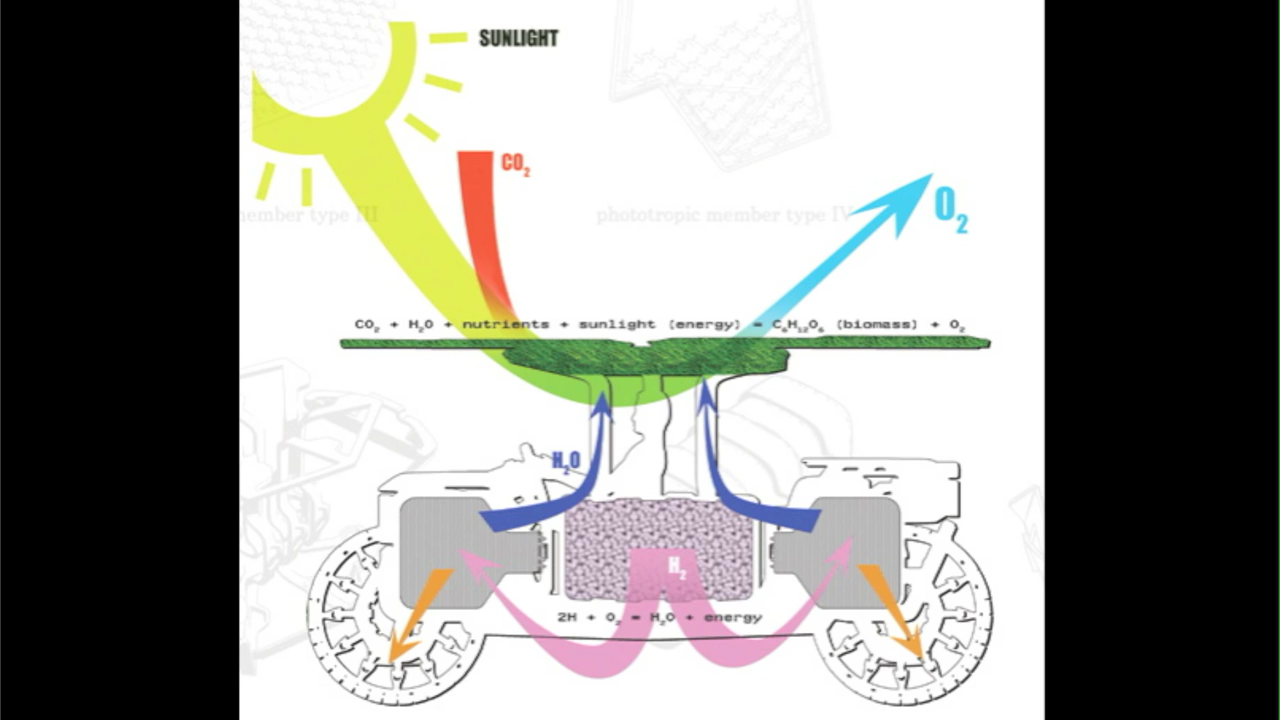 SUNLIGHT
CO₂
member type III
phototropic member type IV
O₂
CO₂ + H₂O + nutrients + sunlight (energy) = C₆H₁₂O₆ (biomass) + O₂
H₂O
H₂
2H + O₂ = H₂O + energy